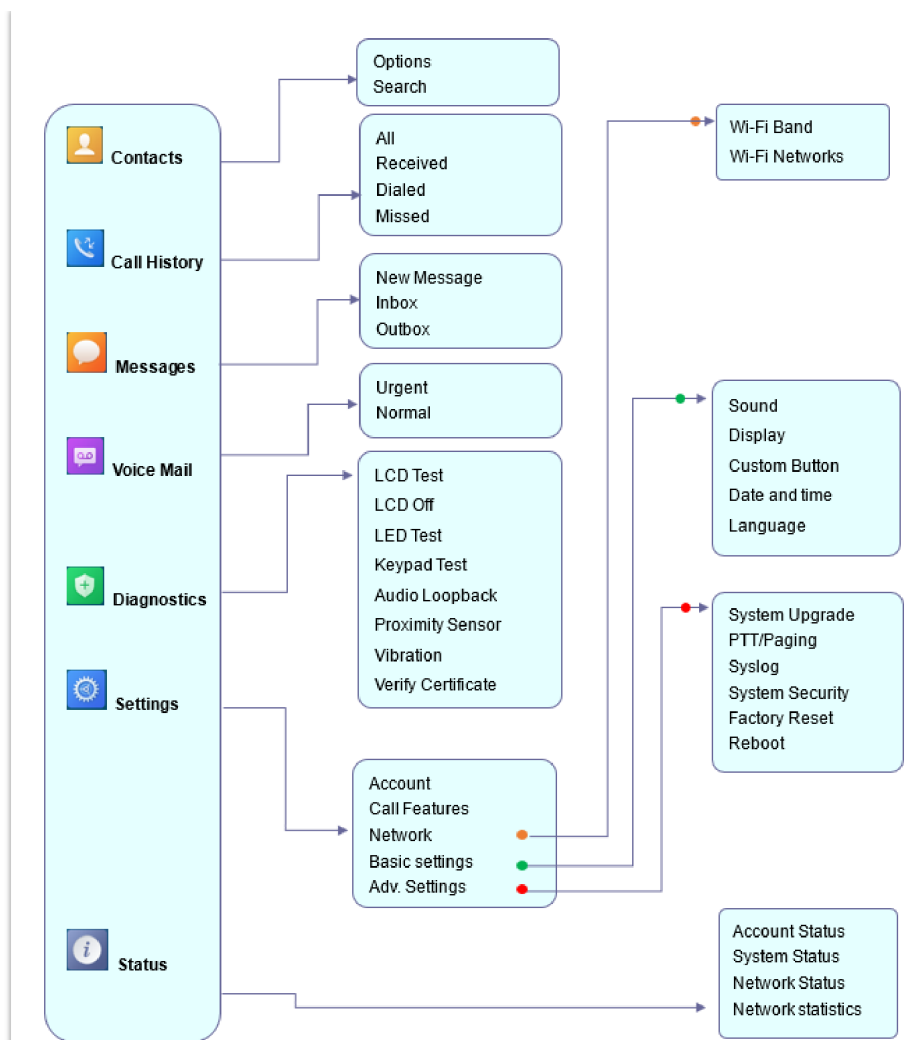 Contacts
Call History
Messages
Voice Mail
Diagnostics
Settings
Status
Options
Search
All
Received
Dialed
Missed
New Message
Inbox
Outbox
Urgent
Normal
LCD Test
LCD Off
LED Test
Keypad Test
Audio Loopback
Proximity Sensor
Vibration
Verify Certificate
Account
Call Features
Network
Basic settings
Adv. Settings
Wi-Fi Band
Wi-Fi Networks
Sound
Display
Custom Button
Date and time
Language
System Upgrade
PTT/Paging
Syslog
System Security
Factory Reset
Reboot
Account Status
System Status
Network Status
Network statistics